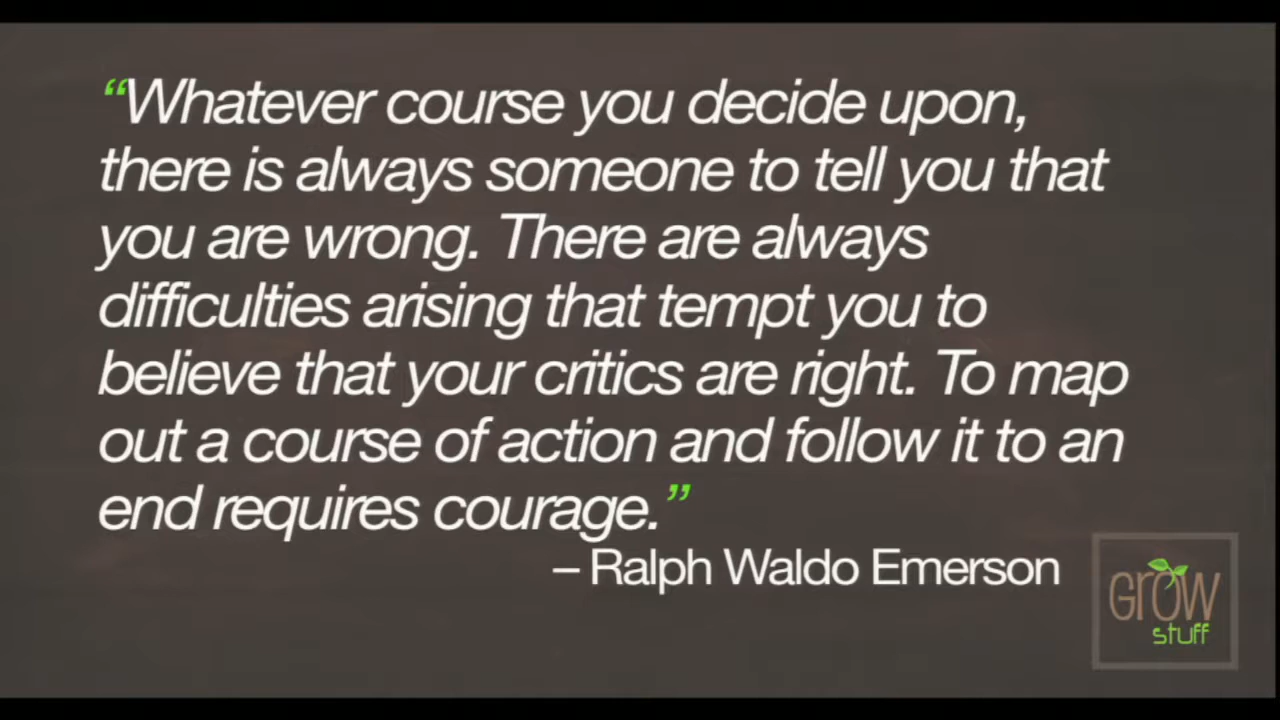 “Whatever course you decide upon,
there is always someone to tell you that
you are wrong. There are always
difficulties arising that tempt you to
believe that your critics are right. To map
out a course of action and follow it to an
end requires courage.”
– Ralph Waldo Emerson
GROW
stuff